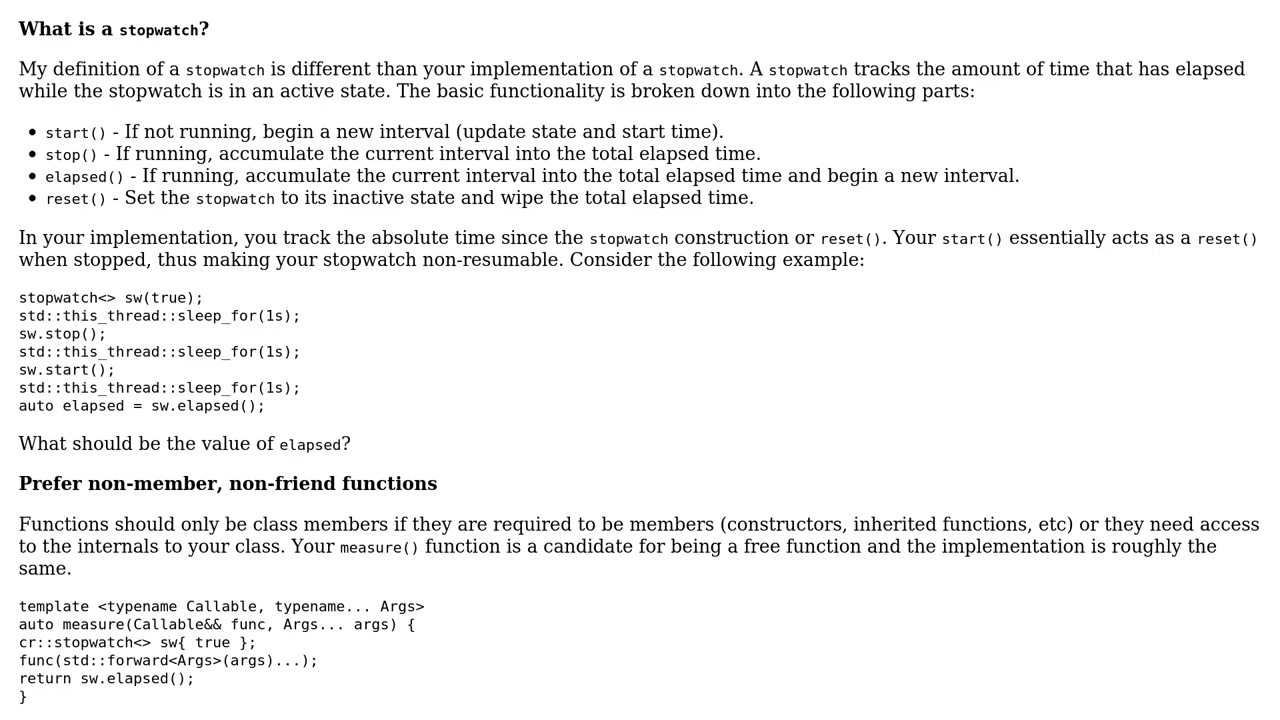 What is a stopwatch?
My definition of a stopwatch is different than your implementation of a stopwatch. A stopwatch tracks the amount of time that has elapsed
while the stopwatch is in an active state. The basic functionality is broken down into the following parts:
• start() - If not running, begin a new interval (update state and start time).
• stop() - If running, accumulate the current interval into the total elapsed time.
• elapsed() - If running, accumulate the current interval into the total elapsed time and begin a new interval.
• reset() - Set the stopwatch to its inactive state and wipe the total elapsed time.
In your implementation, you track the absolute time since the stopwatch construction or reset(). Your start() essentially acts as a reset()
when stopped, thus making your stopwatch non-resumable. Consider the following example:
stopwatch<> sw(true);
std::this_thread::sleep_for(1s);
sw.stop();
std::this_thread::sleep_for(1s);
sw.start();
std::this_thread::sleep_for(1s);
auto elapsed = sw.elapsed();
What should be the value of elapsed?
Prefer non-member, non-friend functions
Functions should only be class members if they are required to be members (constructors, inherited functions, etc) or they need access
to the internals to your class. Your measure() function is a candidate for being a free function and the implementation is roughly the
same.
template <typename Callable, typename... Args>
auto measure(Callable&& func, Args... args) {
cr::stopwatch<> sw{ true };
func(std::forward<Args>(args)...);
return sw.elapsed();
}